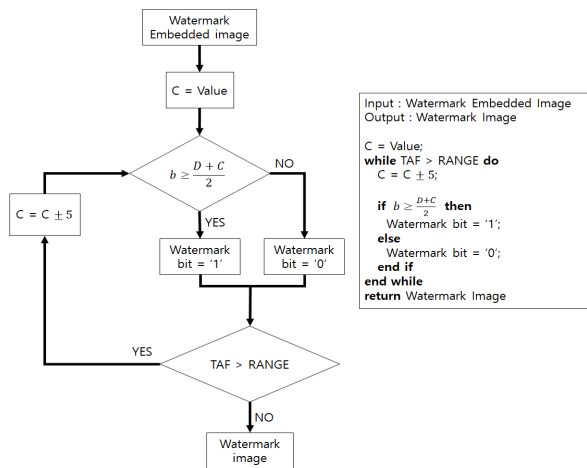 Watermark
Embedded image
C = Value
b ≥ (D + C)/2
NO
YES
C = C ± 5
Watermark
bit = ‘1’
Watermark
bit = ‘0’
YES
TAF > RANGE
NO
Watermark
image
Input : Watermark Embedded Image
Output : Watermark Image
C = Value;
while TAF > RANGE do
C = C ± 5;
if b ≥ (D+C)/2 then
Watermark bit = ‘1’;
else
Watermark bit = ‘0’;
end if
end while
return Watermark Image